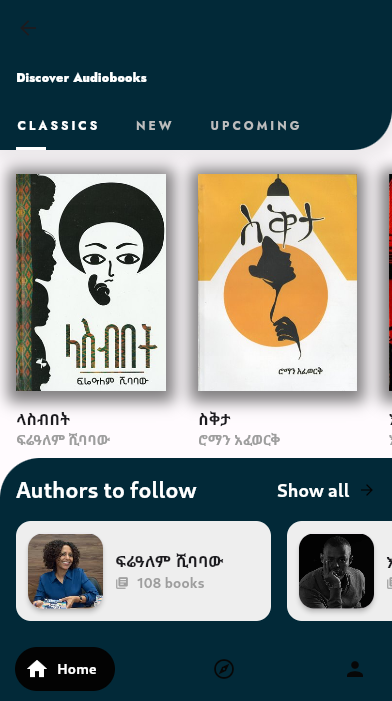 Discover Audiobooks
CLASSICS NEW UPCOMING
ላስብበት
ፍሬዓለም ሺባባው
ስቅታ
ሮማን አፈወርቅ
ላስብበት
ፍሬዓለም ሺባባው
ስቅታ
ሮማን አፈወርቅ
Authors to follow
Show all
ፍሬዓለም ሺባባው
108 books
Home